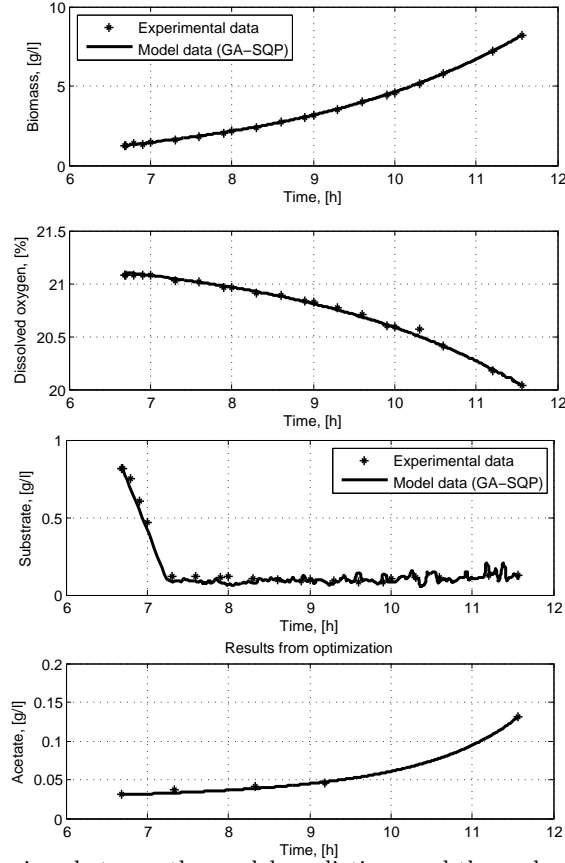 10
5
0
Biomass, [g/l]
Experimental data
Model data (GA−SQP)
6 7 8 9 10 11 12
Time, [h]
21.5
21
20.5
20
Dissolved oxygen, [%]
6 7 8 9 10 11 12
Time, [h]
1
0.5
0
Substrate, [g/l]
Experimental data
Model data (GA−SQP)
6 7 8 9 10 11 12
Time, [h]
Results from optimization
0.2
0.15
0.1
0.05
0
Acetate, [g/l]
6 7 8 9 10 11 12
Time, [h]